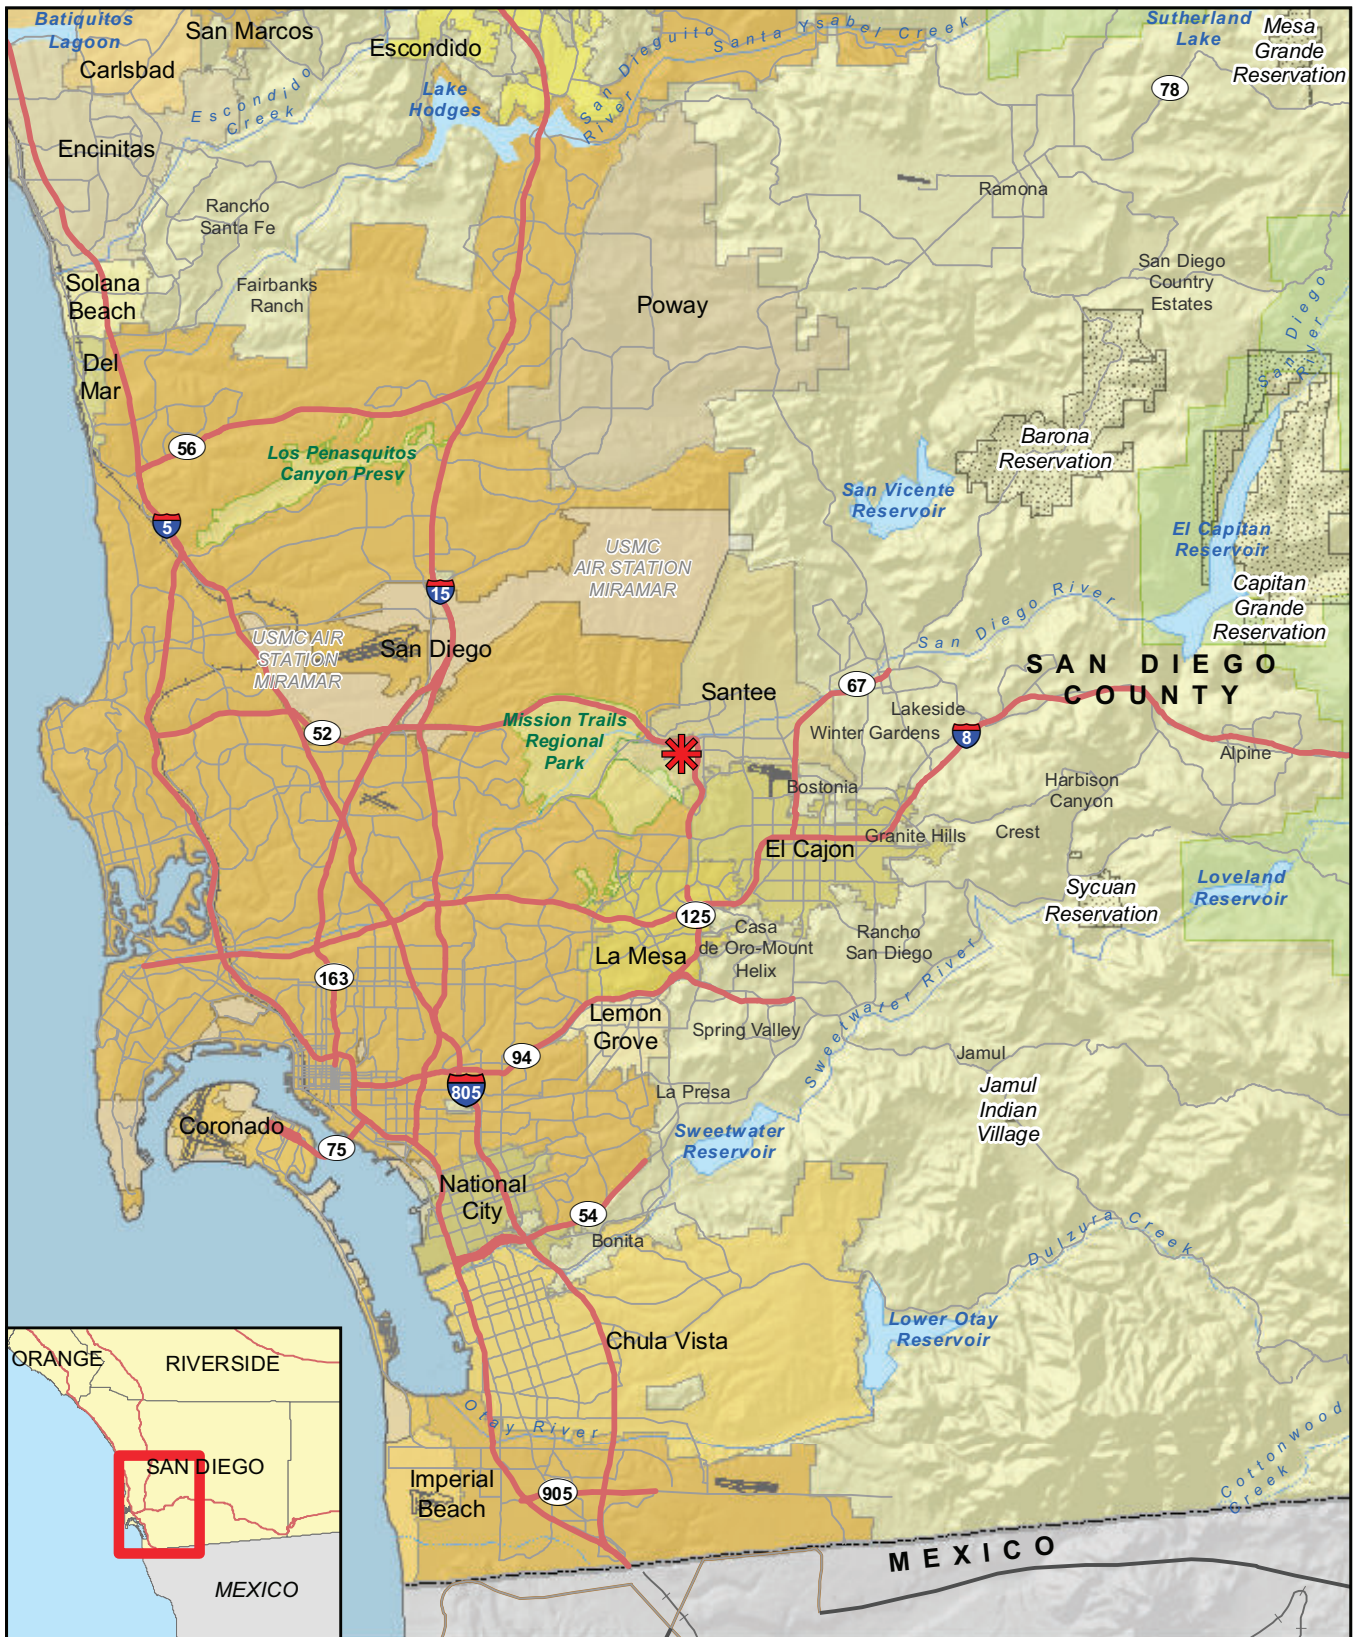 Batiquitos
Lagoon
San Marcos
Carlsbad
Escondido
San Dieguito
River
Santa Ysabel Creek
Sutherland
Lake
Mesa
Grande
Reservation
78
Escondido
Creek
Lake
Hodges
Encinitas
Rancho
Santa Fe
Ramona
Solana
Beach
Fairbanks
Ranch
Poway
San Diego
Country
Estates
San Diego
River
Del
Mar
56
Los Penasquitos
Canyon Presv
Barona
Reservation
San Vicente
Reservoir
5
El Capitan
Reservoir
USMC
AIR STATION
MIRAMAR
15
Capitan
Grande
Reservation
San Diego River
USMC AIR
STATION
MIRAMAR
San Diego
SAN DIEGO
COUNTY
Santee
67
Lakeside
Mission Trails
Regional
Park
52
Winter Gardens
8
Alpine
Bostonia
Harbison
Canyon
El Cajon
Granite Hills
Crest
Sycuan
Reservation
Loveland
Reservoir
125
La Mesa
Casa
de Oro-Mount
Helix
Rancho
San Diego
163
Sweetwater River
Lemon
Grove
Spring Valley
94
Jamul
805
La Presa
Jamul
Indian
Village
Coronado
75
Sweetwater
Reservoir
National
City
54
Bonita
Dulzura Creek
Lower Otay
Reservoir
Chula Vista
Otay River
Cottonwood
Creek
Imperial
Beach
905
MEXICO
ORANGE
RIVERSIDE
SAN DIEGO
MEXICO